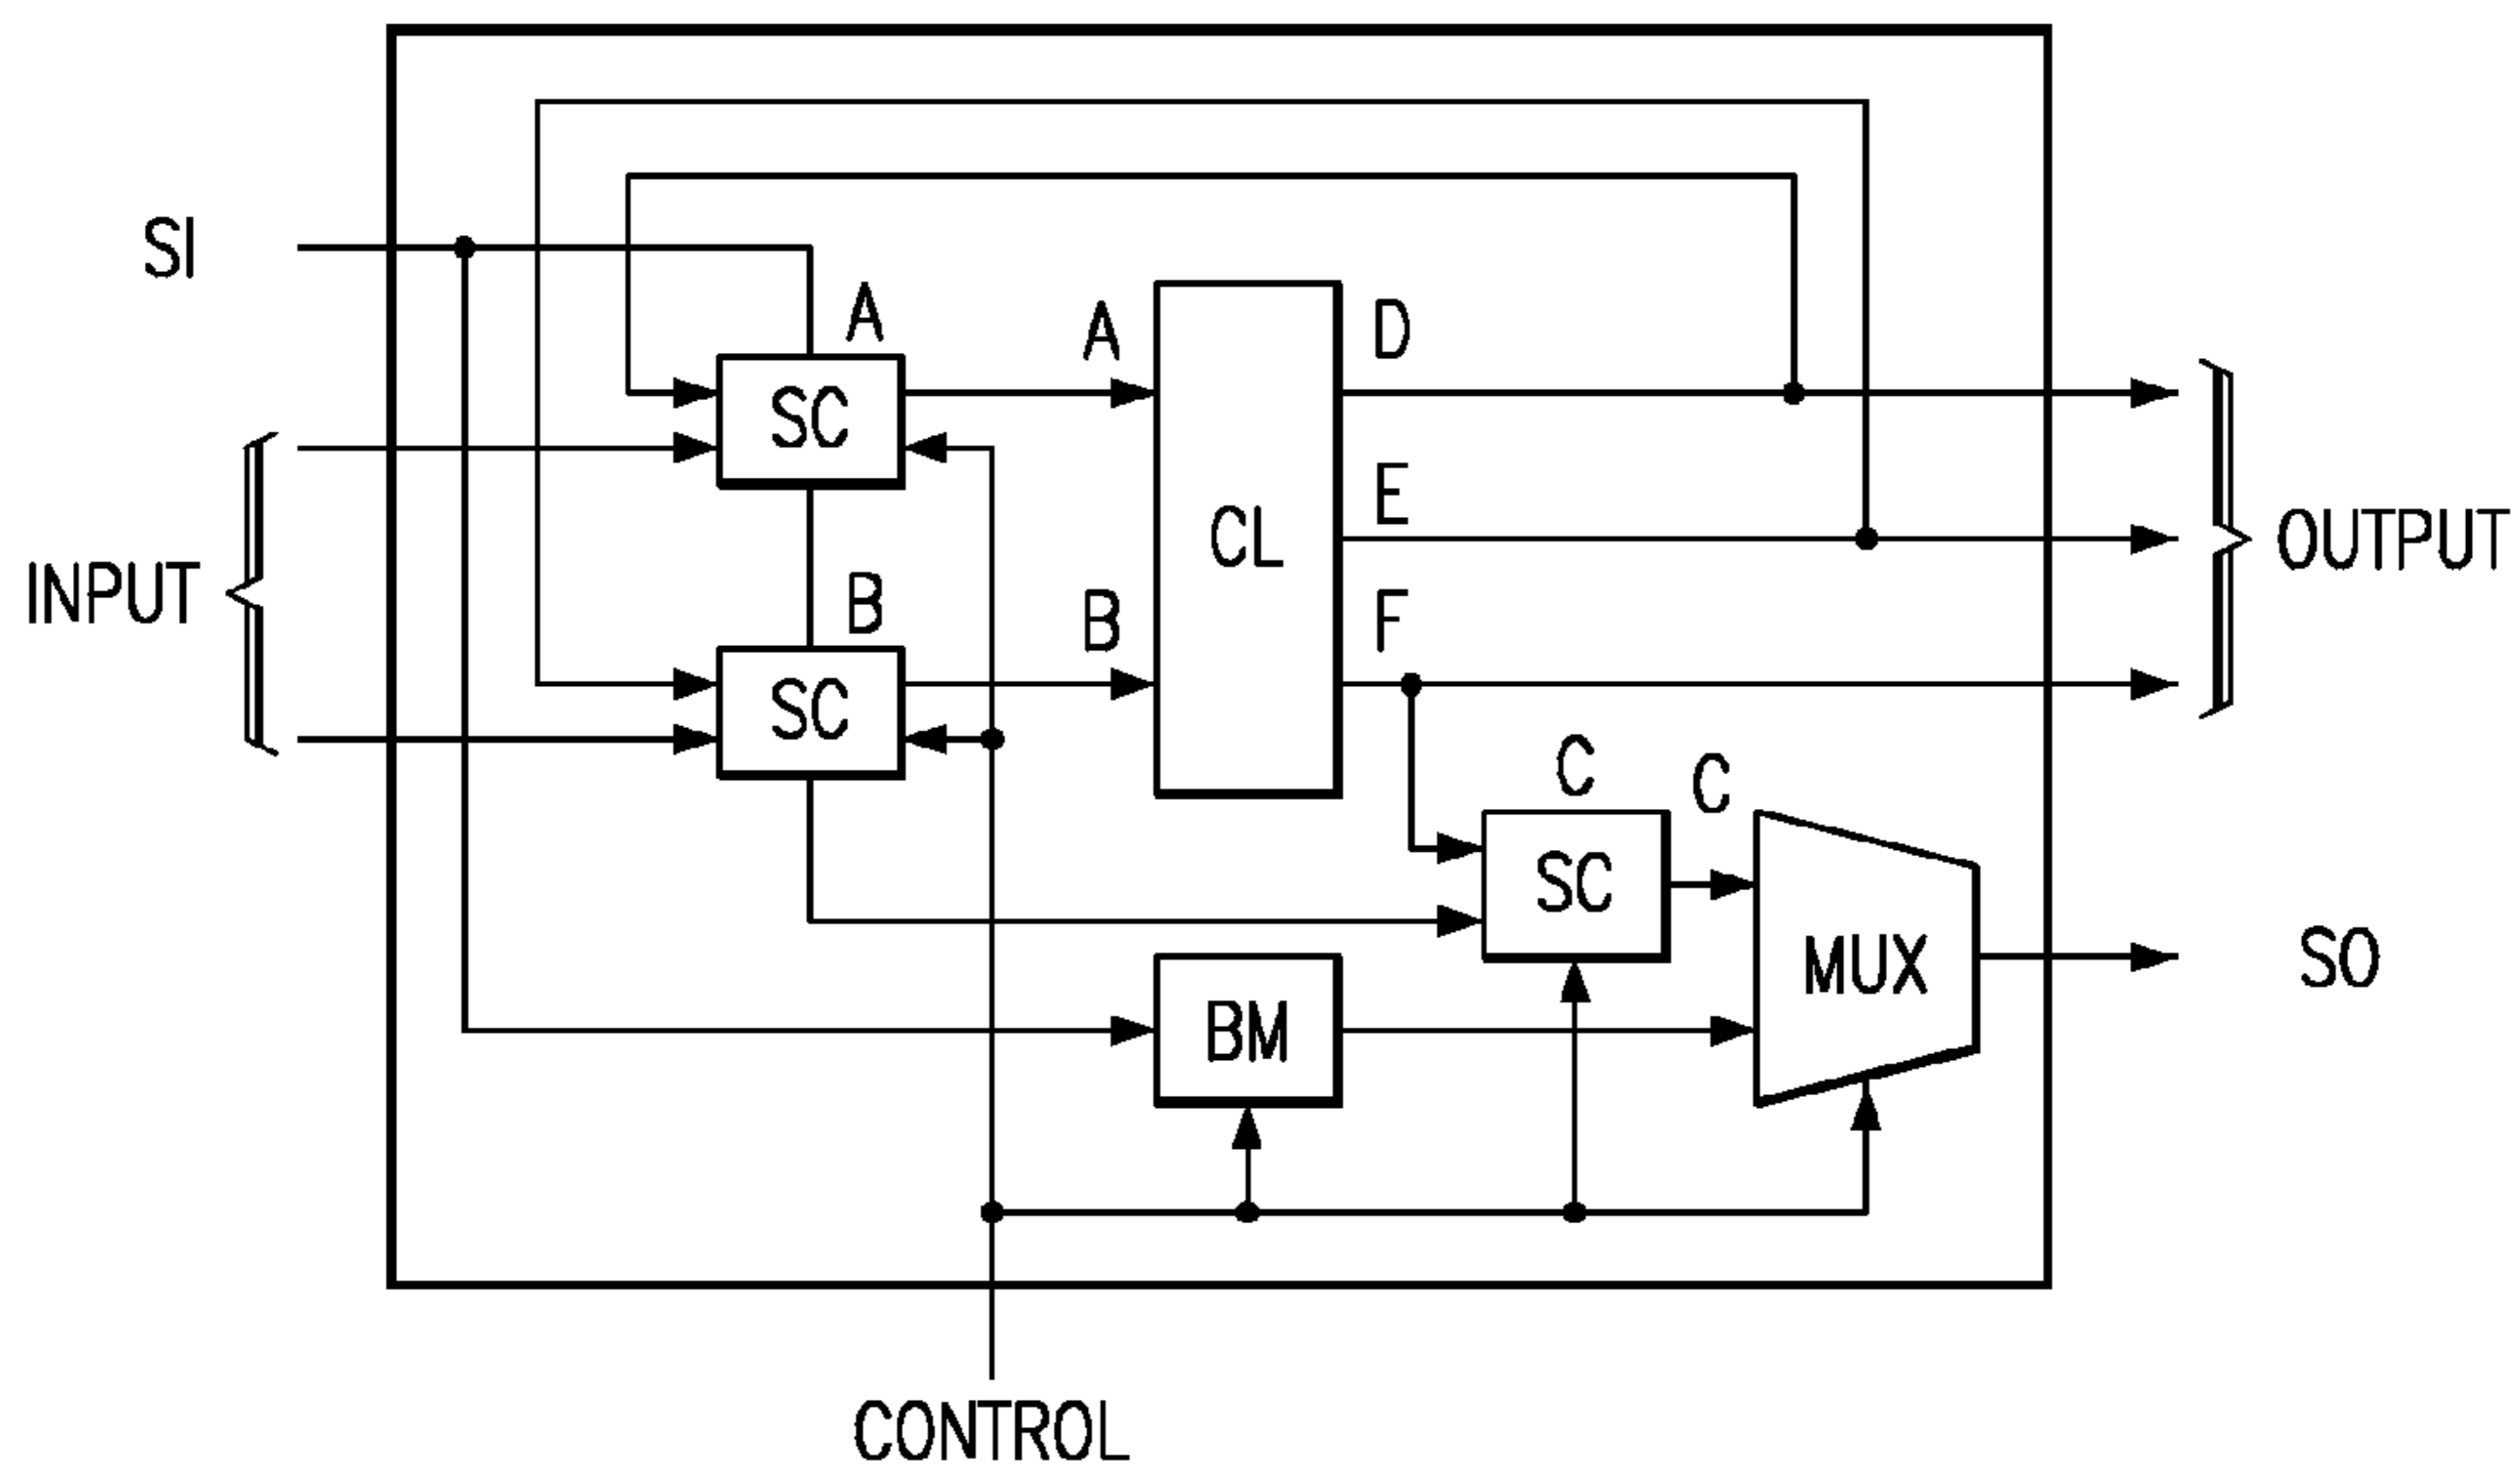 SI
A
A
D
SC
E
CL
INPUT
OUTPUT
B
B
F
SC
C
C
SC
MUX
SO
BM
CONTROL